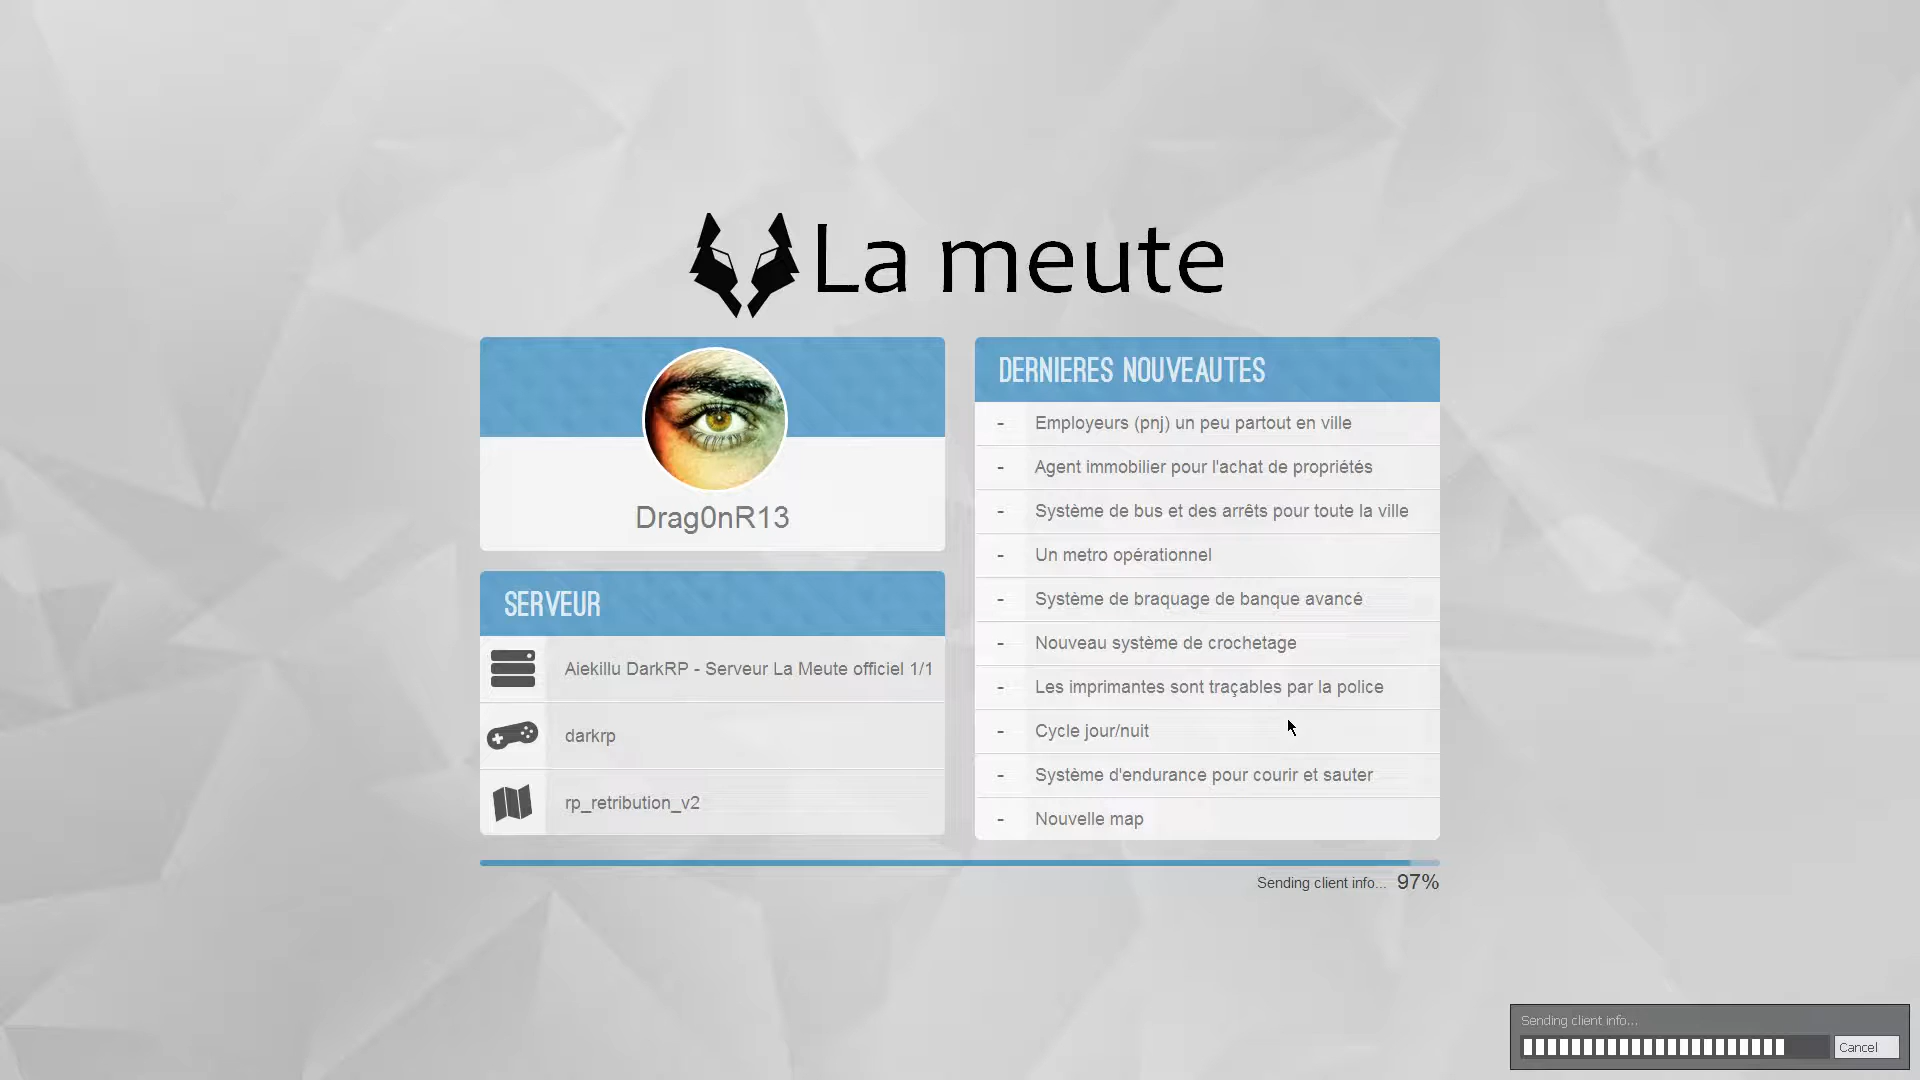 La meute
Drag0nR13
SERVEUR
Aiekillu DarkRP - Serveur La Meute officiel 1/1
darkrp
rp_retribution_v2
DERNIERES NOUVEAUTES
- Employeurs (pnj) un peu partout en ville
- Agent immobilier pour l'achat de propriétés
- Système de bus et des arrêts pour toute la ville
- Un metro opérationnel
- Système de braquage de banque avancé
- Nouveau système de crochetage
- Les imprimantes sont traçables par la police
- Cycle jour/nuit
- Système d'endurance pour courir et sauter
- Nouvelle map
Sending client info... 97%
Sending client info...
Cancel